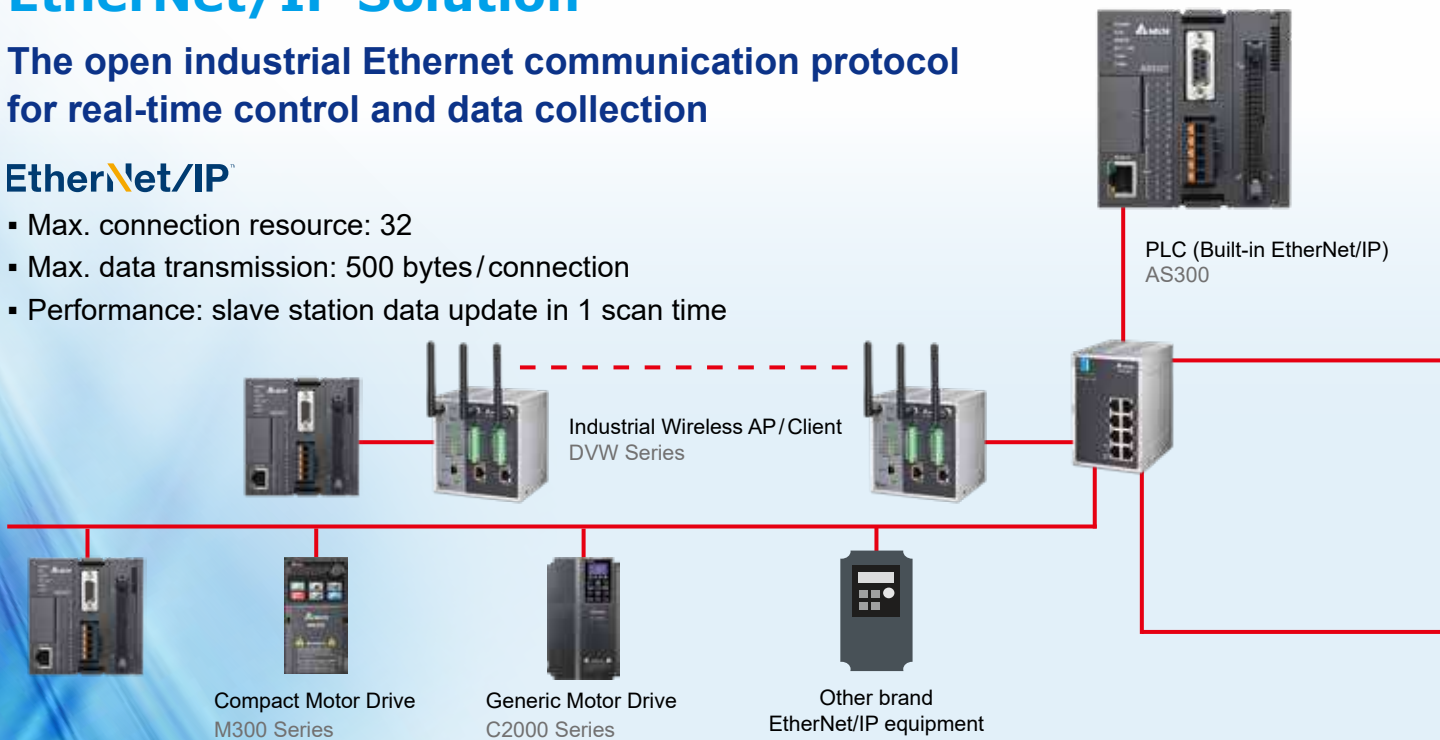 EtherNet/IP Solution
The open industrial Ethernet communication protocol
for real-time control and data collection
EtherNet/IP™
▪ Max. connection resource: 32
▪ Max. data transmission: 500 bytes/connection
▪ Performance: slave station data update in 1 scan time
PLC (Built-in EtherNet/IP)
AS300
Industrial Wireless AP/Client
DVW Series
Compact Motor Drive
M300 Series
Generic Motor Drive
C2000 Series
Other brand
EtherNet/IP equipment